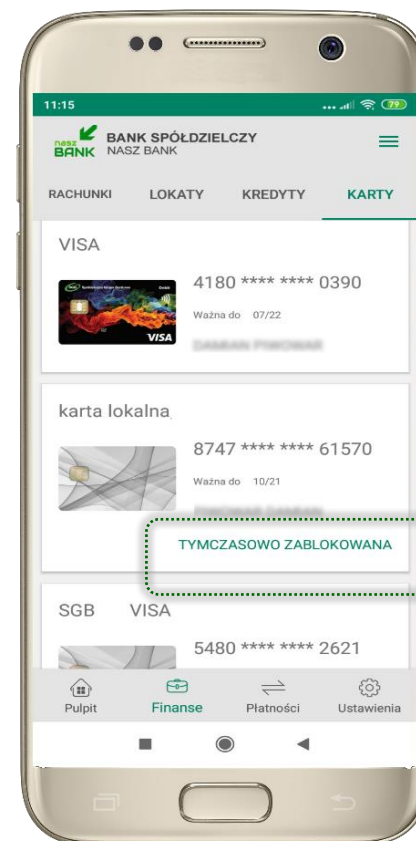 11:15
79
nasz BANK
BANK SPÓŁDZIELCZY
NASZ BANK
RACHUNKI LOKATY KREDYTY KARTY
VISA
4180 **** **** 0390
Ważna do 07/22
VISA
karta lokalna
8747 **** **** 61570
Ważna do 10/21
TYMCZASOWO ZABLOKOWANA
SGB VISA
5480 **** **** 2621
Pulpit Finanse Płatności Ustawienia